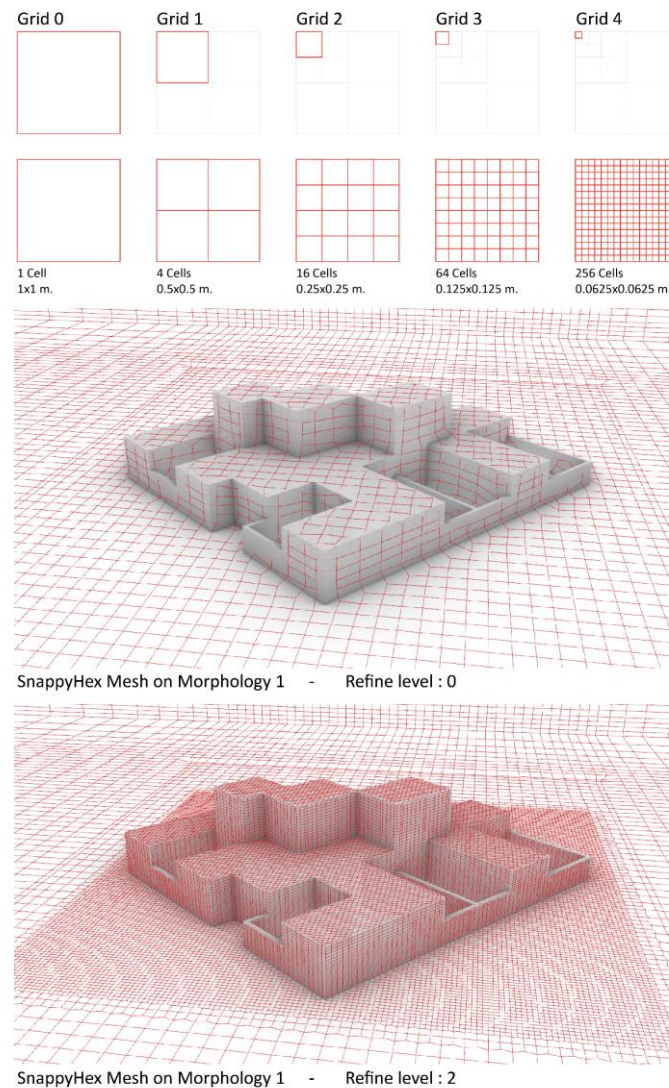 Grid 0 Grid 1 Grid 2 Grid 3 Grid 4
1 Cell 4 Cells 16 Cells 64 Cells 256 Cells
1x1 m. 0.5x0.5 m. 0.25x0.25 m. 0.125x0.125 m. 0.0625x0.0625 m
SnappyHex Mesh on Morphology 1 - Refine level : 0
SnappyHex Mesh on Morphology 1 - Refine level : 2